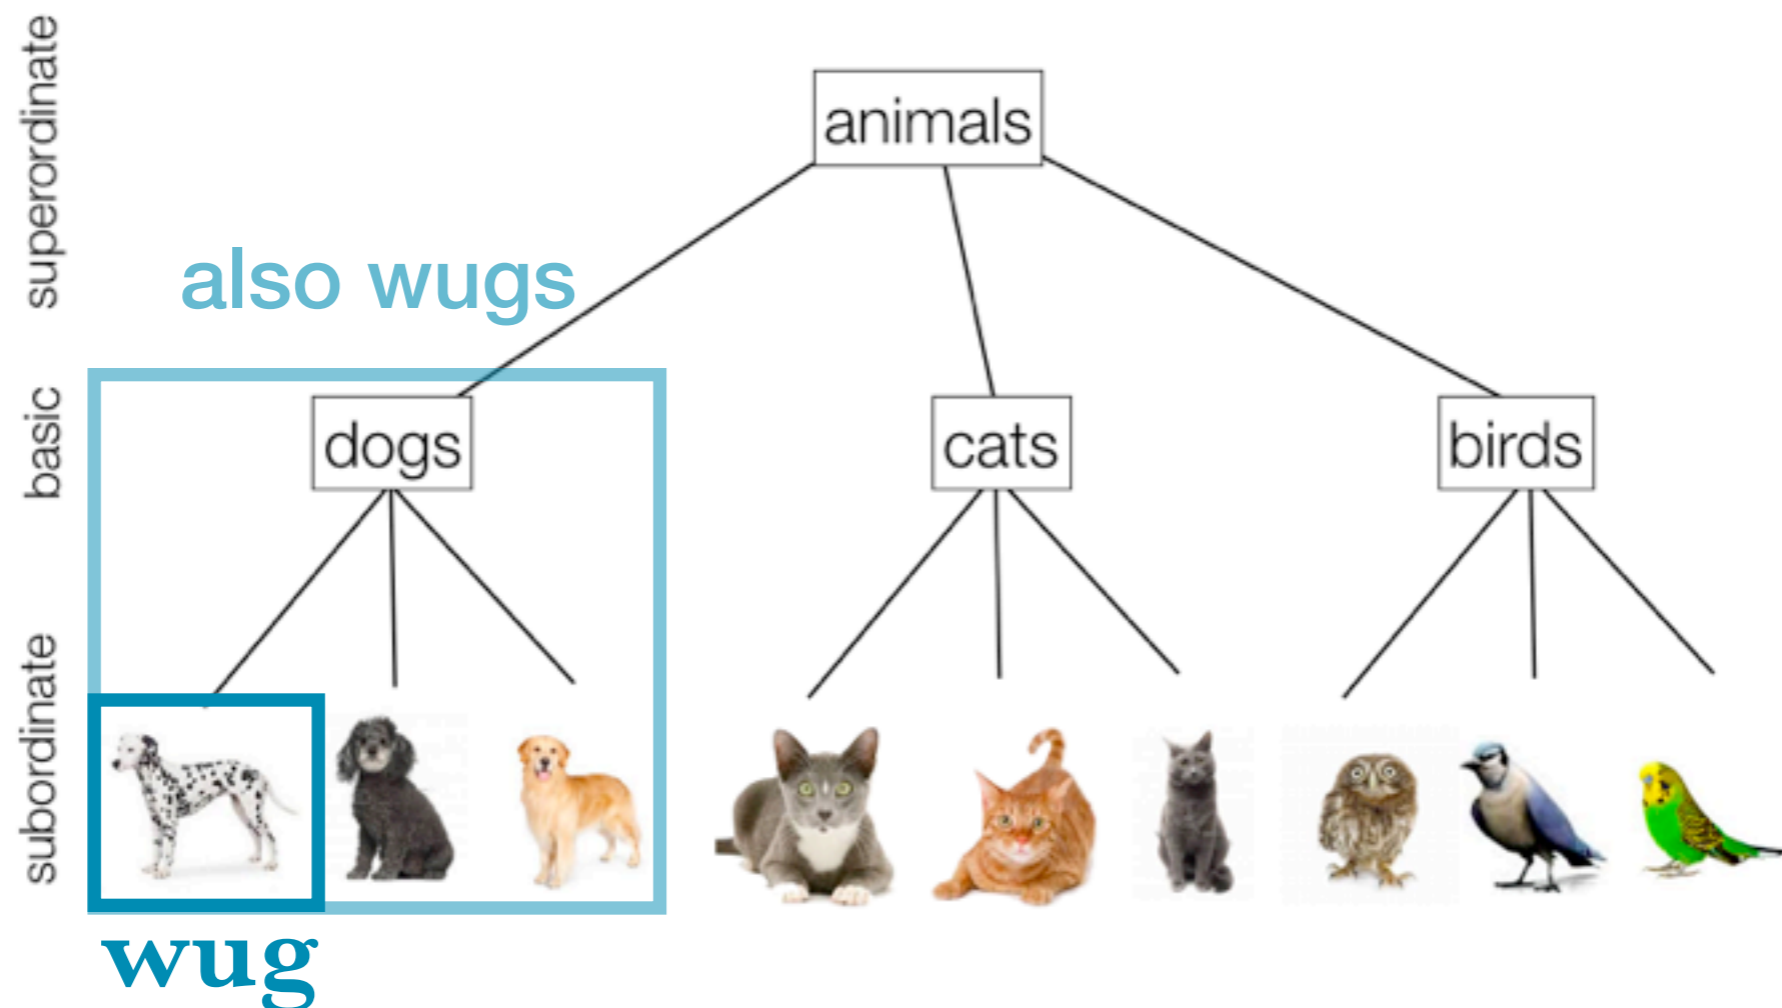 superordinate
animals
also wugs
basic
dogs
cats
birds
subordinate
wug